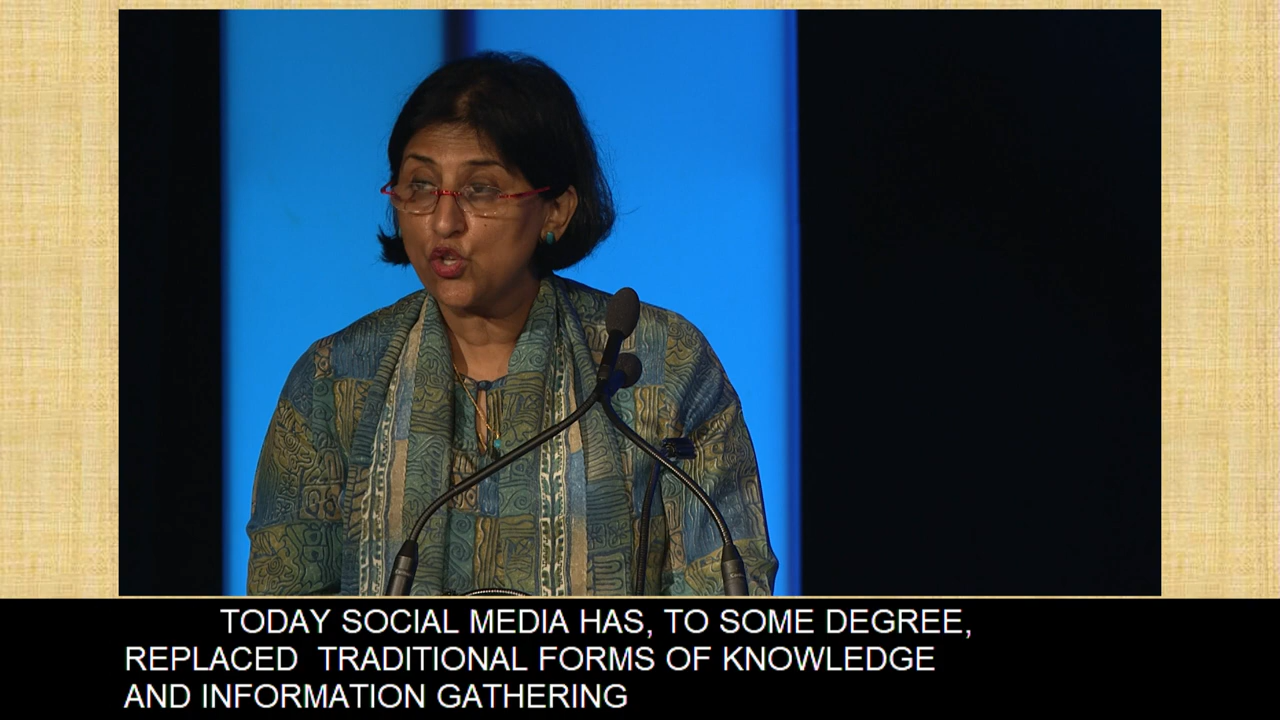 TODAY SOCIAL MEDIA HAS, TO SOME DEGREE,
REPLACED  TRADITIONAL FORMS OF KNOWLEDGE
AND INFORMATION GATHERING